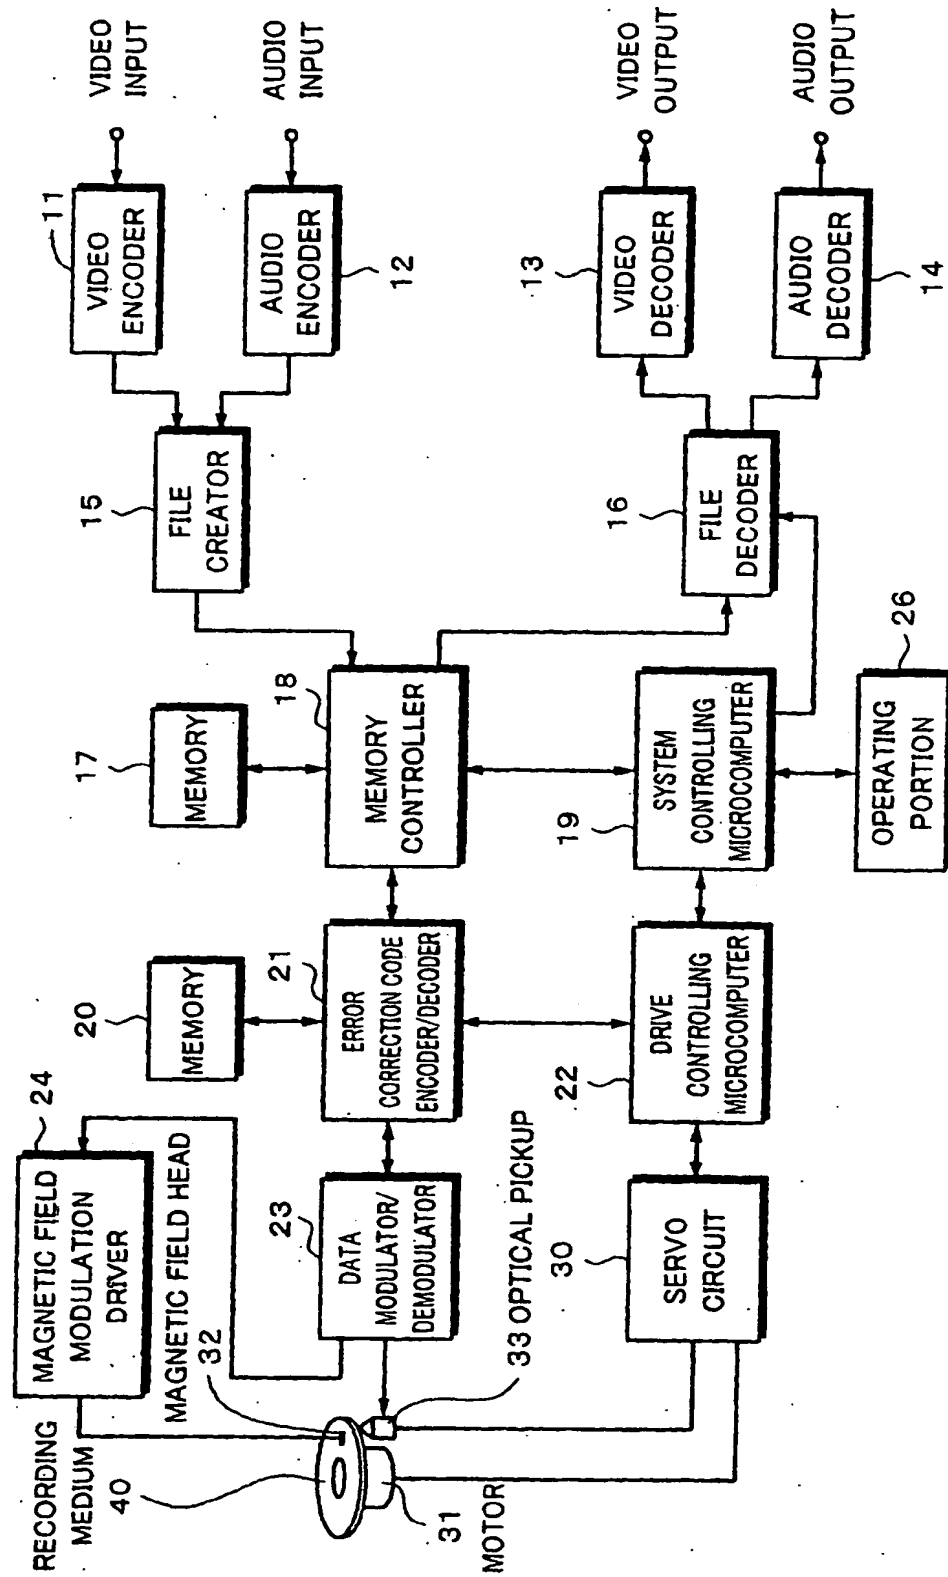 VIDEO
INPUT
AUDIO
INPUT
VIDEO
OUTPUT
AUDIO
OUTPUT
11
VIDEO
ENCODER
AUDIO
ENCODER
12
13
VIDEO
DECODER
AUDIO
DECODER
14
15
FILE
CREATOR
16
FILE
DECODER
17
MEMORY
18
MEMORY
CONTROLLER
19
SYSTEM
CONTROLLING
MICROCOMPUTER
26
OPERATING
PORTION
20
MEMORY
21
ERROR
CORRECTION CODE
ENCODER/DECODER
22
DRIVE
CONTROLLING
MICROCOMPUTER
24
MAGNETIC FIELD
MODULATION
DRIVER
MAGNETIC FIELD HEAD
32
23
DATA
MODULATOR/
DEMODULATOR
33 OPTICAL PICKUP
30
SERVO
CIRCUIT
RECORDING
MEDIUM
40
31
MOTOR